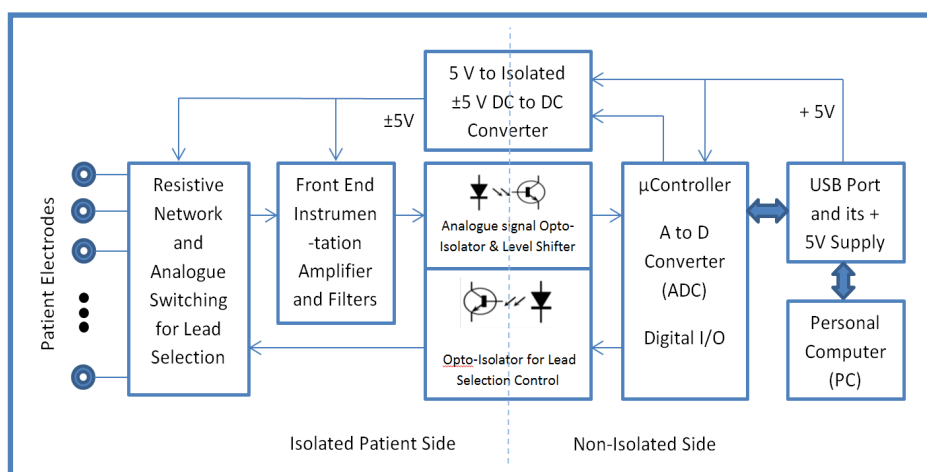 5 V to Isolated
±5 V DC to DC
Converter
±5V
+ 5V
Patient Electrodes
Resistive
Network
and
Analogue
Switching
for Lead
Selection
Front End
Instrumen
-tation
Amplifier
and Filters
Analogue signal Opto-
Isolator & Level Shifter
Opto-Isolator for Lead
Selection Control
µController
A to D
Converter
(ADC)
Digital I/O
USB Port
and its +
5V Supply
Personal
Computer
(PC)
Isolated Patient Side
Non-Isolated Side